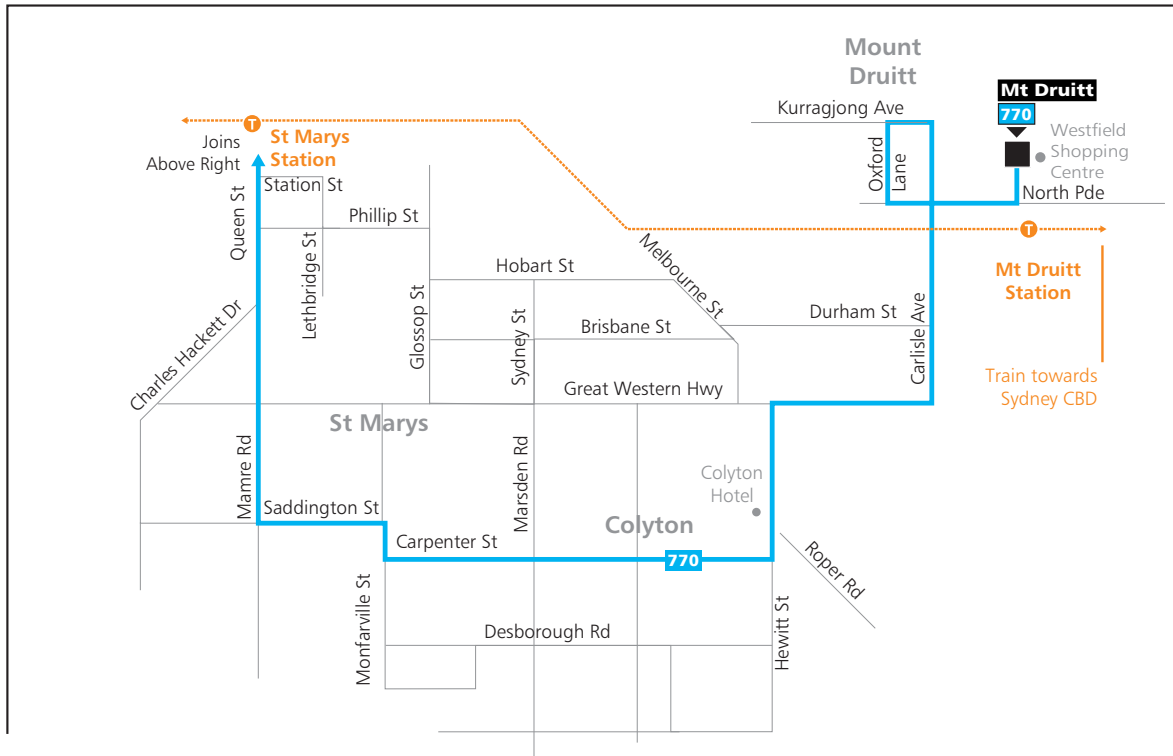 Mount
Druitt
Mt Druitt
770
Kurragjong Ave
Westfield
Shopping
Centre
Oxford
Lane
North Pde
Joins
Above Right
St Marys
Station
Station St
Queen St
Phillip St
Lethbridge St
Hobart St
Melbourne St
Mt Druitt
Station
Glossop St
Sydney St
Brisbane St
Durham St
Carlisle Ave
Charles Hackett Dr
Great Western Hwy
Train towards
Sydney CBD
St Marys
Mamre Rd
Marsden Rd
Colyton
Hotel
Saddington St
Colyton
Carpenter St
770
Roper Rd
Monfarville St
Desborough Rd
Hewitt St
T
T